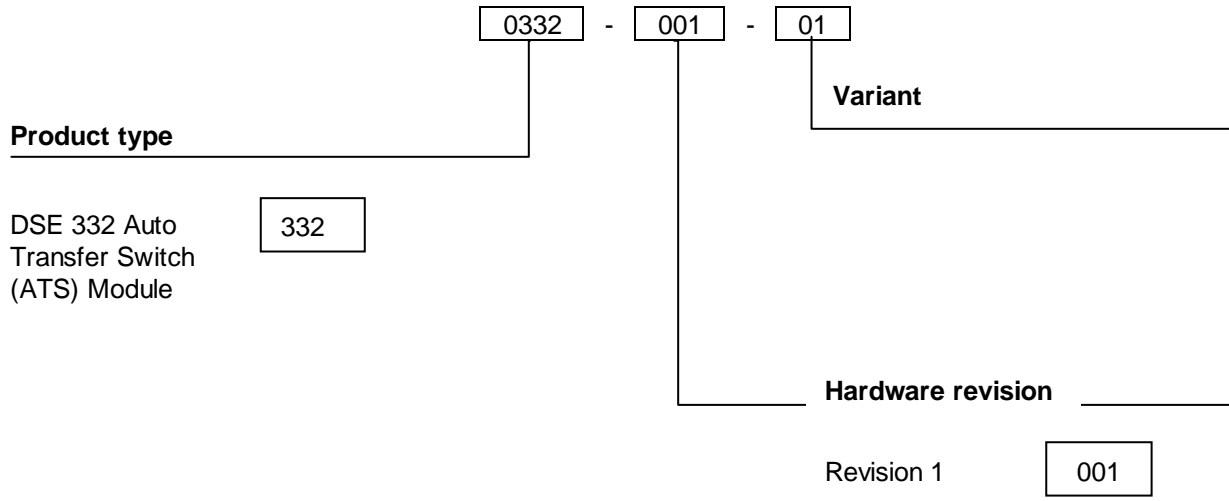 0332 - 001 - 01
Variant
Product type
DSE 332 Auto
Transfer Switch
(ATS) Module
332
Hardware revision
Revision 1
001